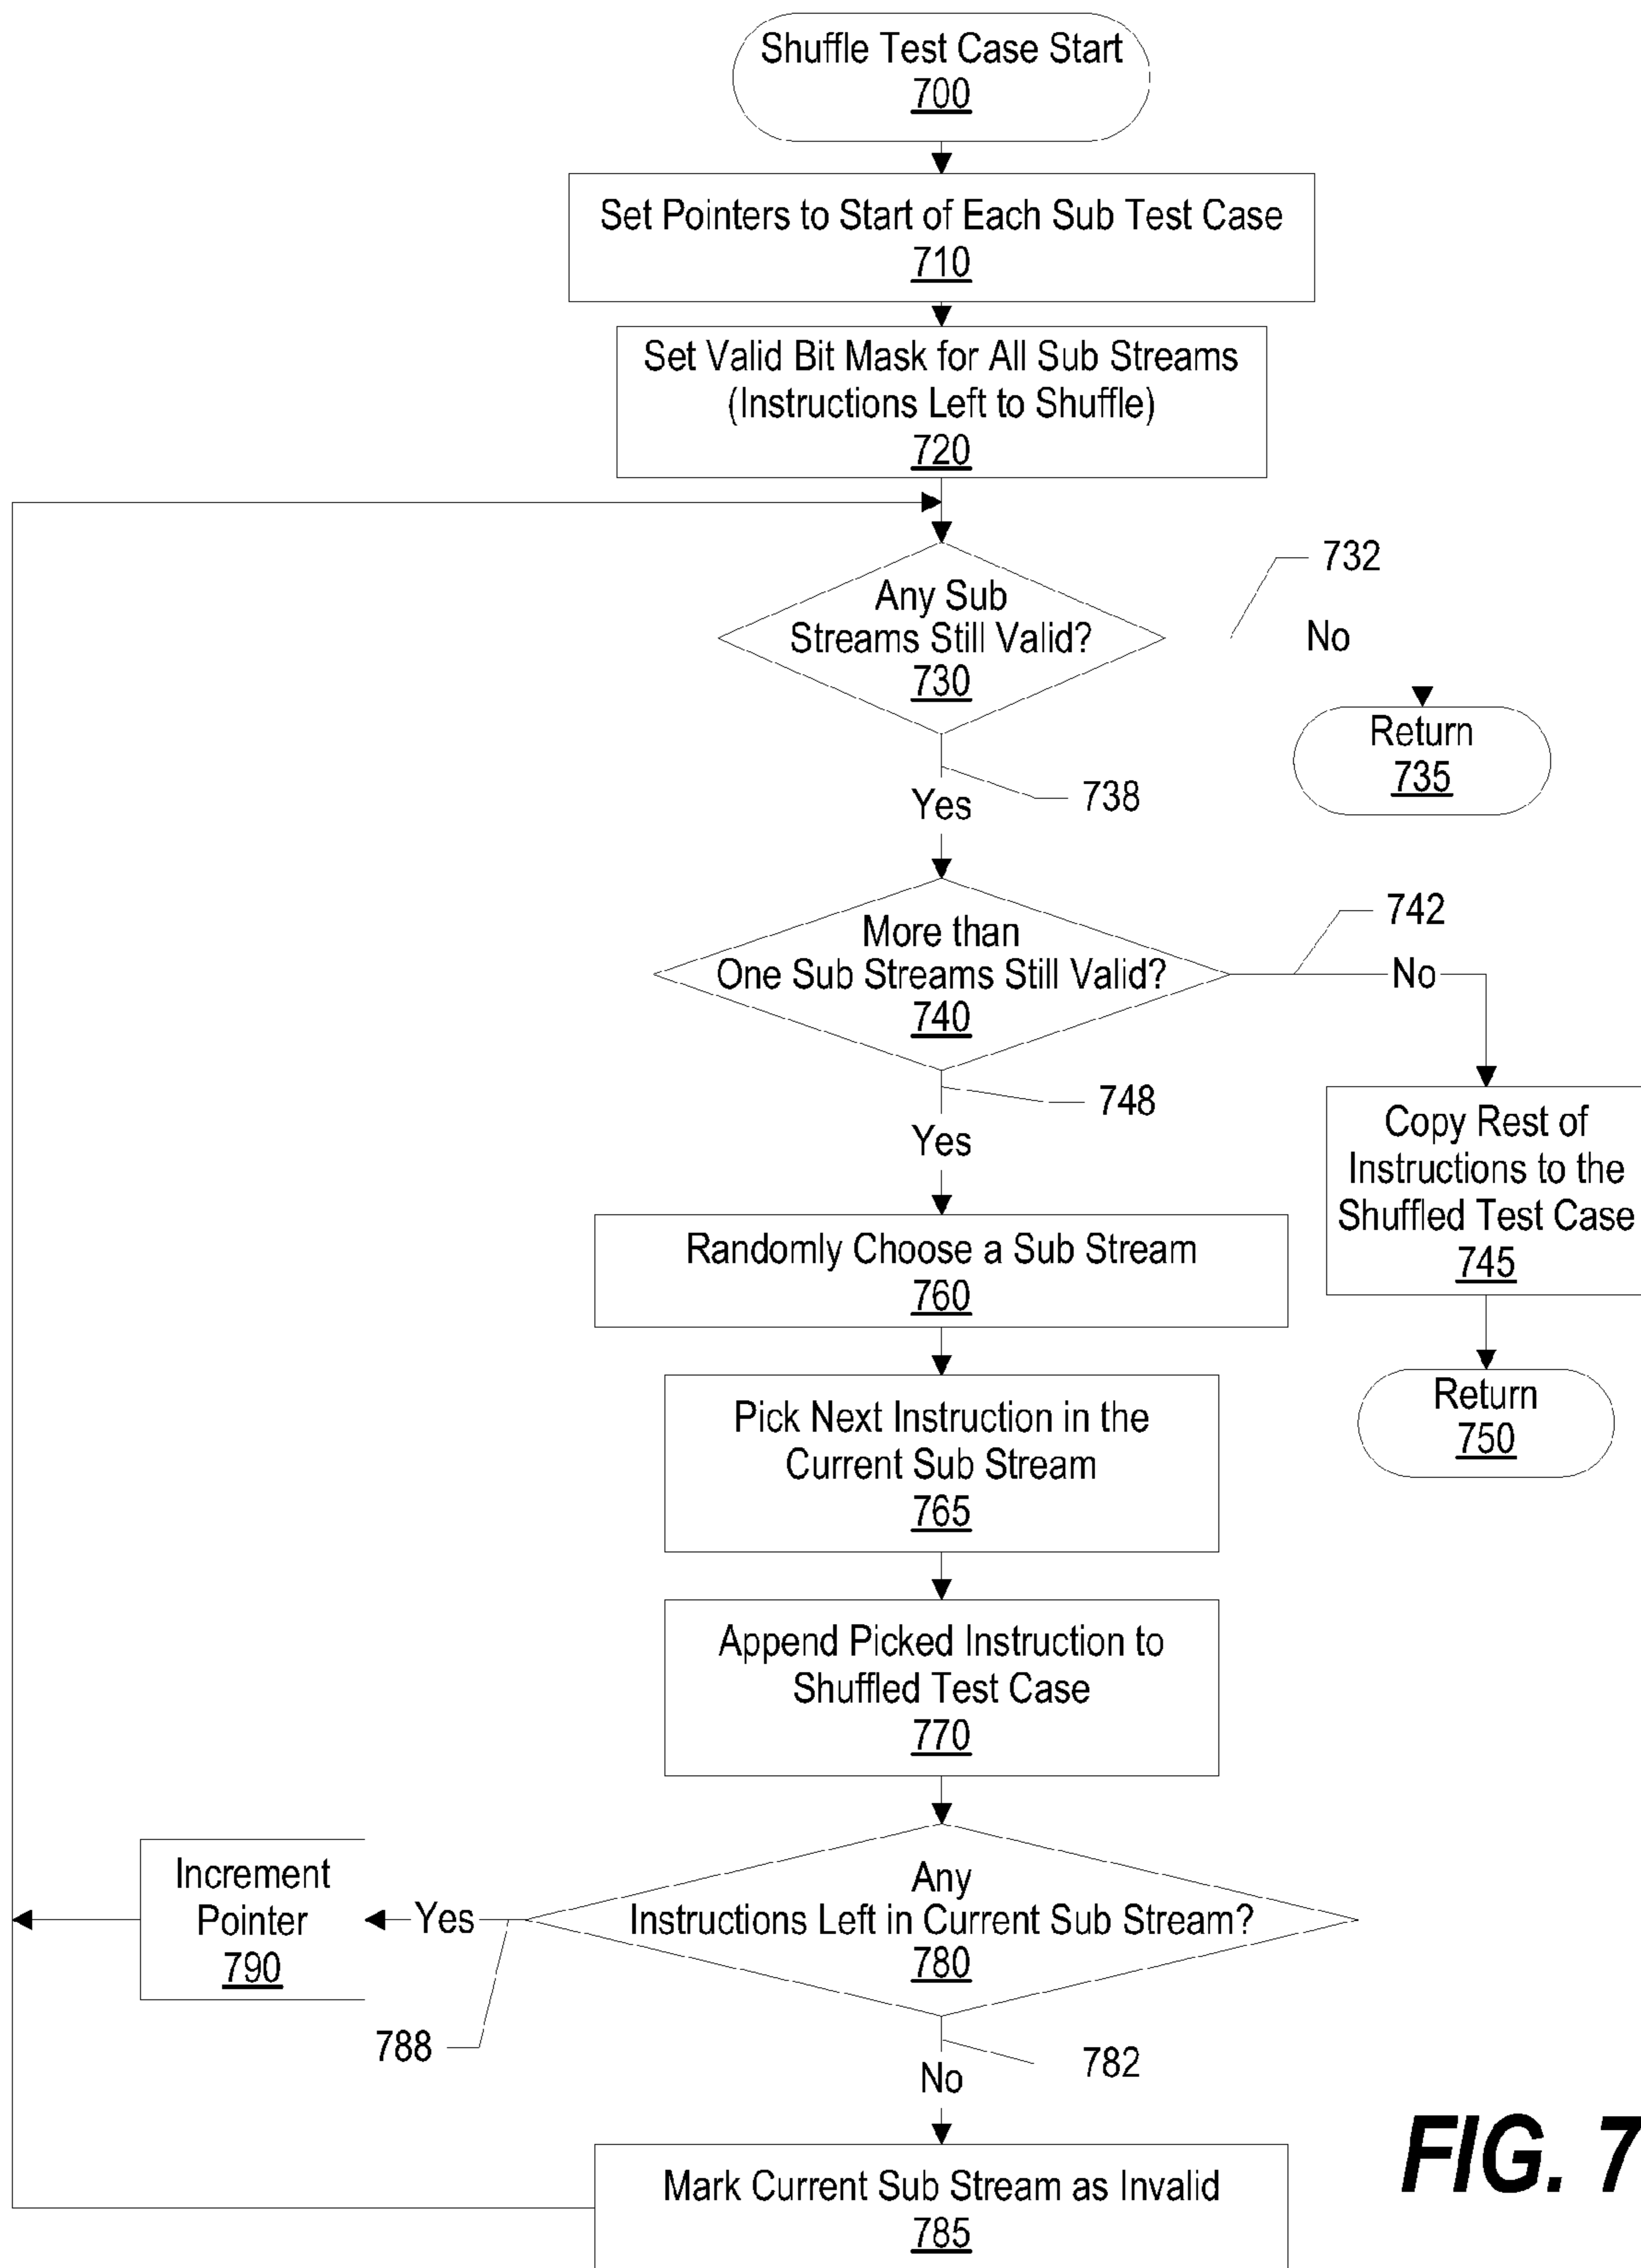 Shuffle Test Case Start
700
Set Pointers to Start of Each Sub Test Case
710
Set Valid Bit Mask for All Sub Streams
(Instructions Left to Shuffle)
720
Any Sub
Streams Still Valid?
730
732
No
Return
735
738
Yes
More than
One Sub Streams Still Valid?
740
742
No
748
Yes
Copy Rest of
Instructions to the
Shuffled Test Case
745
Randomly Choose a Sub Stream
760
Return
750
Pick Next Instruction in the
Current Sub Stream
765
Append Picked Instruction to
Shuffled Test Case
770
Any
Instructions Left in Current Sub Stream?
780
Yes
Increment
Pointer
790
788
782
No
Mark Current Sub Stream as Invalid
785
FIG. 7